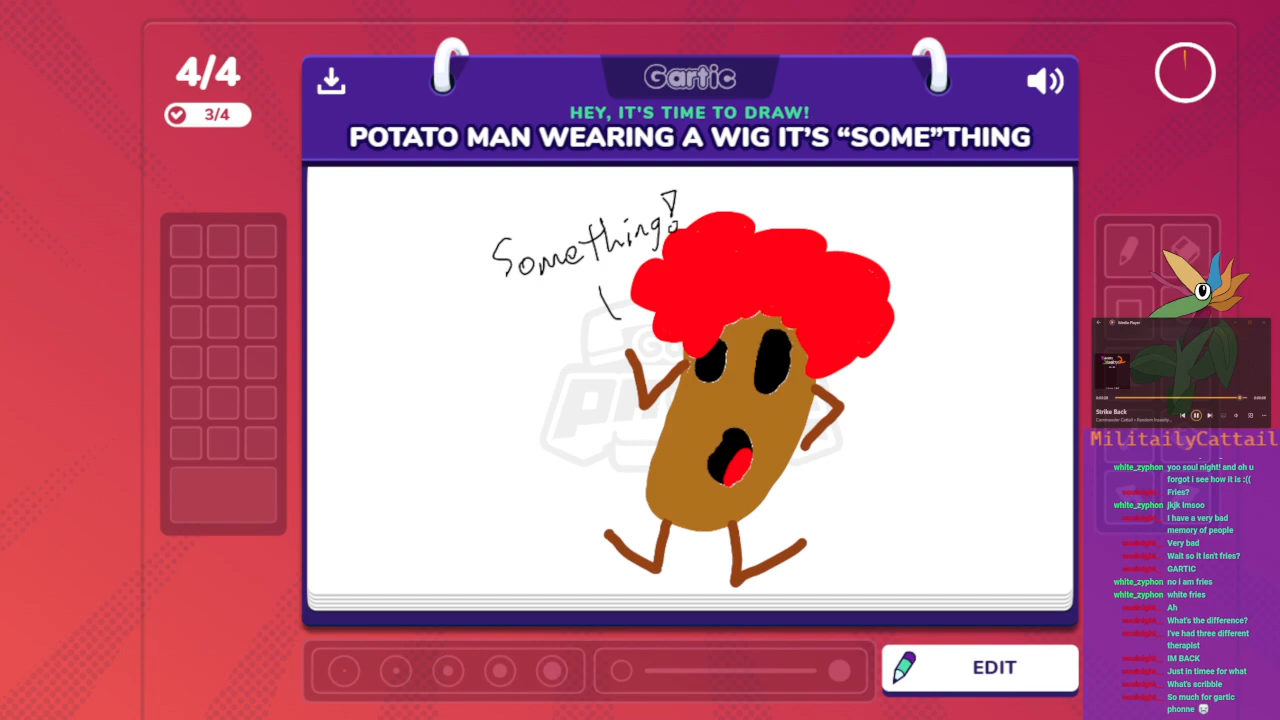 4/4
3/4
Gartic
HEY, IT'S TIME TO DRAW!
POTATO MAN WEARING A WIG IT'S “SOME”THING
Something!
EDIT
Media Player
Strike Back
MilitailyCattail
white_zyphon yoo soul night! and oh u
forgot i see how it is :((
Fries?
white_zyphon jkjk lmsoo
I have a very bad
memory of people
Very bad
Wait so it isn't fries?
GARTIC
white_zyphon no i am fries
white_zyphon white fries
Ah
What's the difference?
I've had three different
therapist
IM BACK
Just in timee for what
What's scribble
So much for gartic
phonne